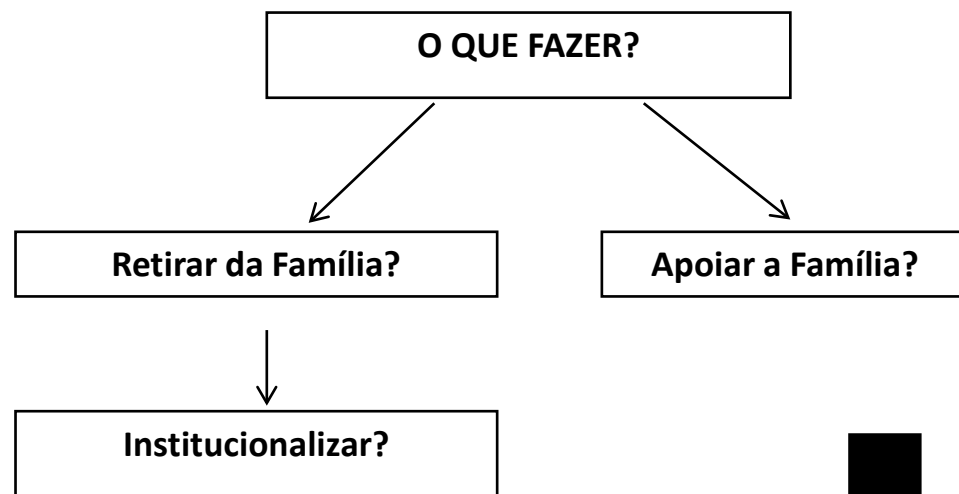 O QUE FAZER?
Retirar da Família?
Apoiar a Família?
Institucionalizar?